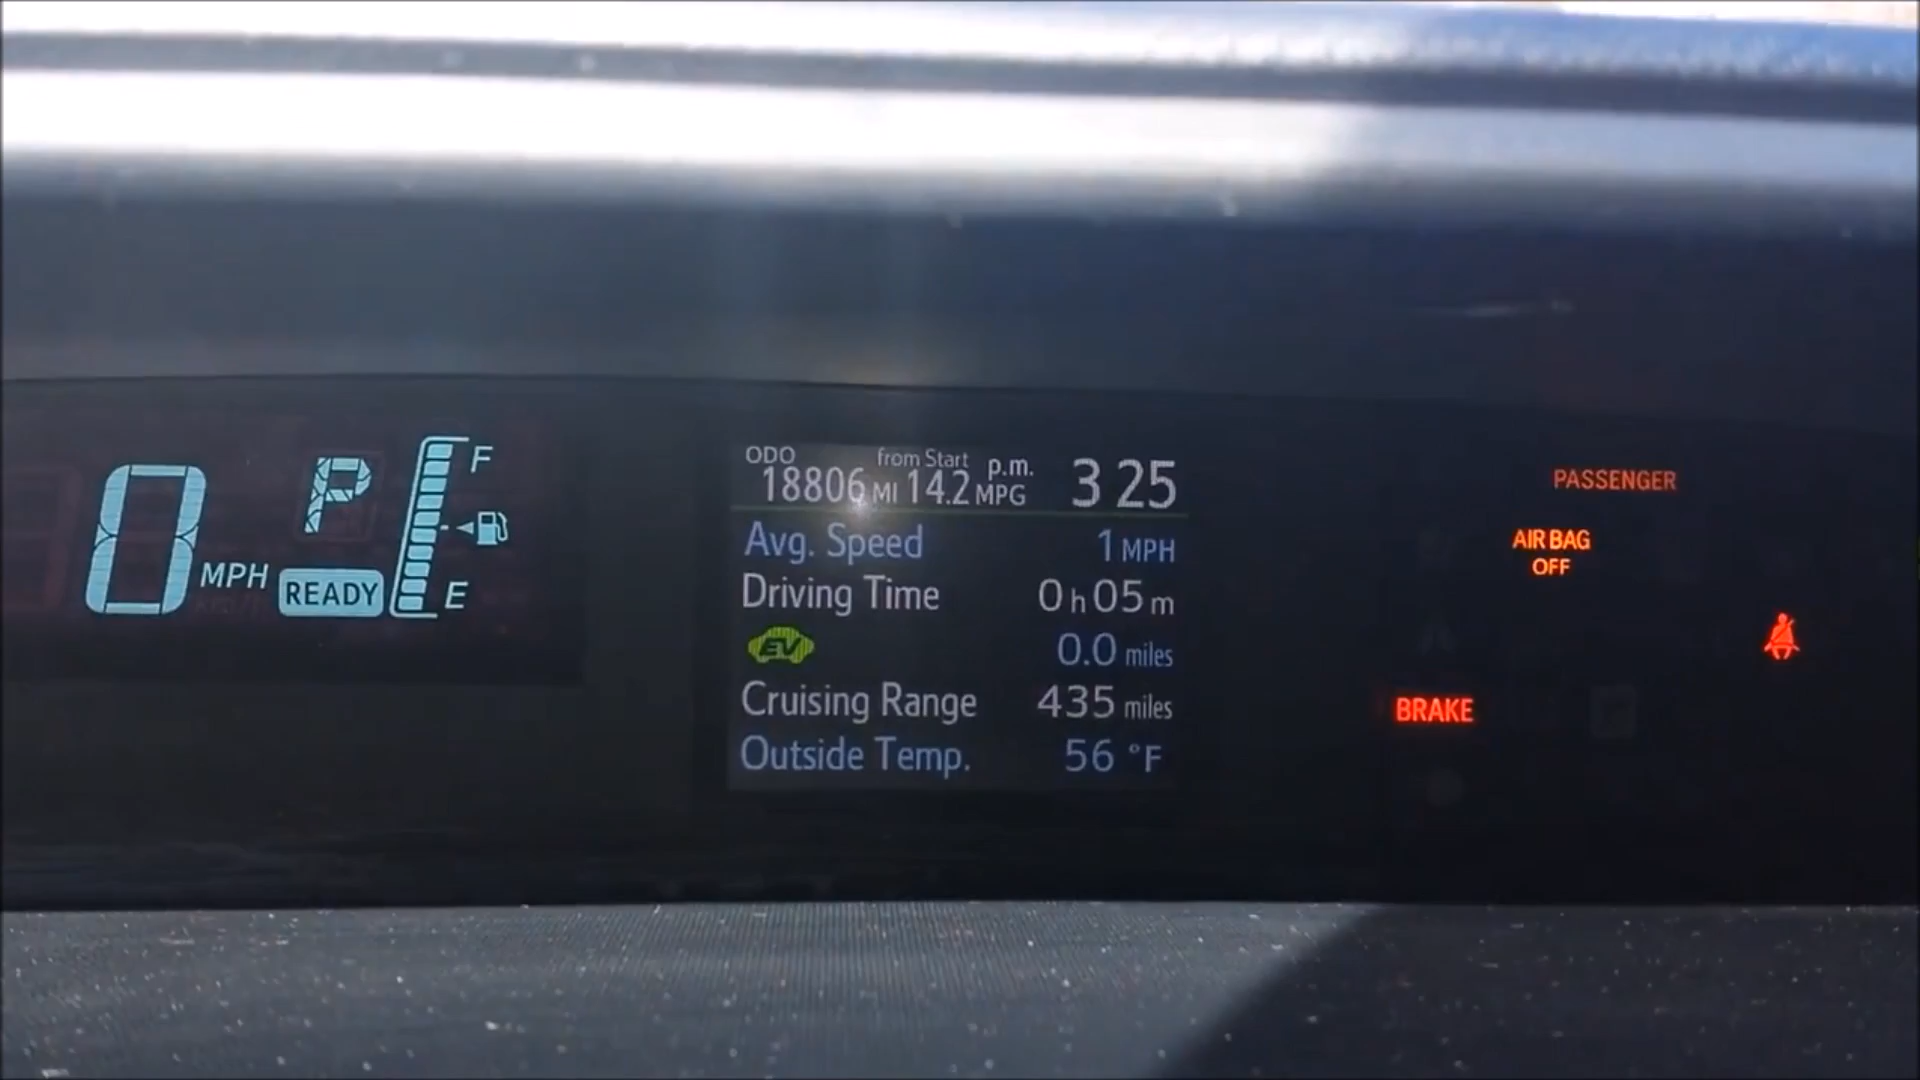 0 MPH
P
READY
F
E
ODO from Start p.m.
18806 MI 14.2 MPG 3 25
Avg. Speed 1 MPH
Driving Time 0 h 05 m
EV 0.0 miles
Cruising Range 435 miles
Outside Temp. 56 °F
PASSENGER
AIR BAG
OFF
BRAKE